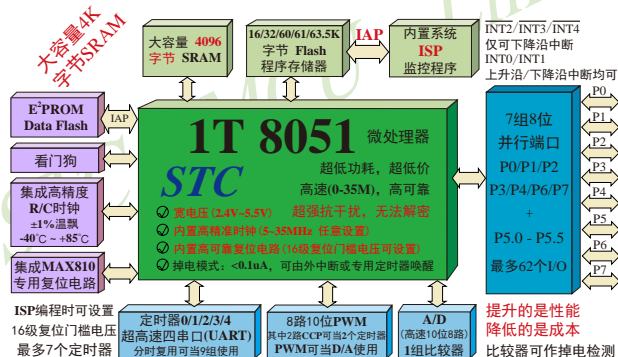 大容量4K
字节SRAM
大容量 4096
字节 SRAM
16/32/60/61/63.5K
字节 Flash
程序存储器
IAP
内置系统
ISP
监控程序
INT2/INT3/INT4
仅可下降沿中断
INT0/INT1
上升沿/下降沿中断均可
E²PROM
Data Flash
IAP
看门狗
集成高精度
R/C时钟
±1%温飘
-40℃ ~ +85℃
集成MAX810
专用复位电路
1T 8051 微处理器
STC
超低功耗，超低价
高速(0-35M)，高可靠
宽电压(2.4V~5.5V) 超强抗干扰，无法解密
内置高精准时钟(5~35MHz 任意设置)
内置高可靠复位电路(16级复位门槛电压可设置)
掉电模式：<0.1uA，可由外中断或专用定时器唤醒
7组8位
并行端口
P0/P1/P2
P3/P4/P6/P7
+
P5.0 - P5.5
最多62个I/O
P0
P1
P2
P3
P4
P5
P6
P7
ISP编程时可设置
16级复位门槛电压
最多7个定时器
定时器0/1/2/3/4
超高速四串口(UART)
分时复用可当9组使用
8路10位PWM
其中2路CCP可当2个定时器
PWM可当D/A使用
A/D
(高速10位8路)
1组比较器
提升的是性能
降低的是成本
比较器可作掉电检测